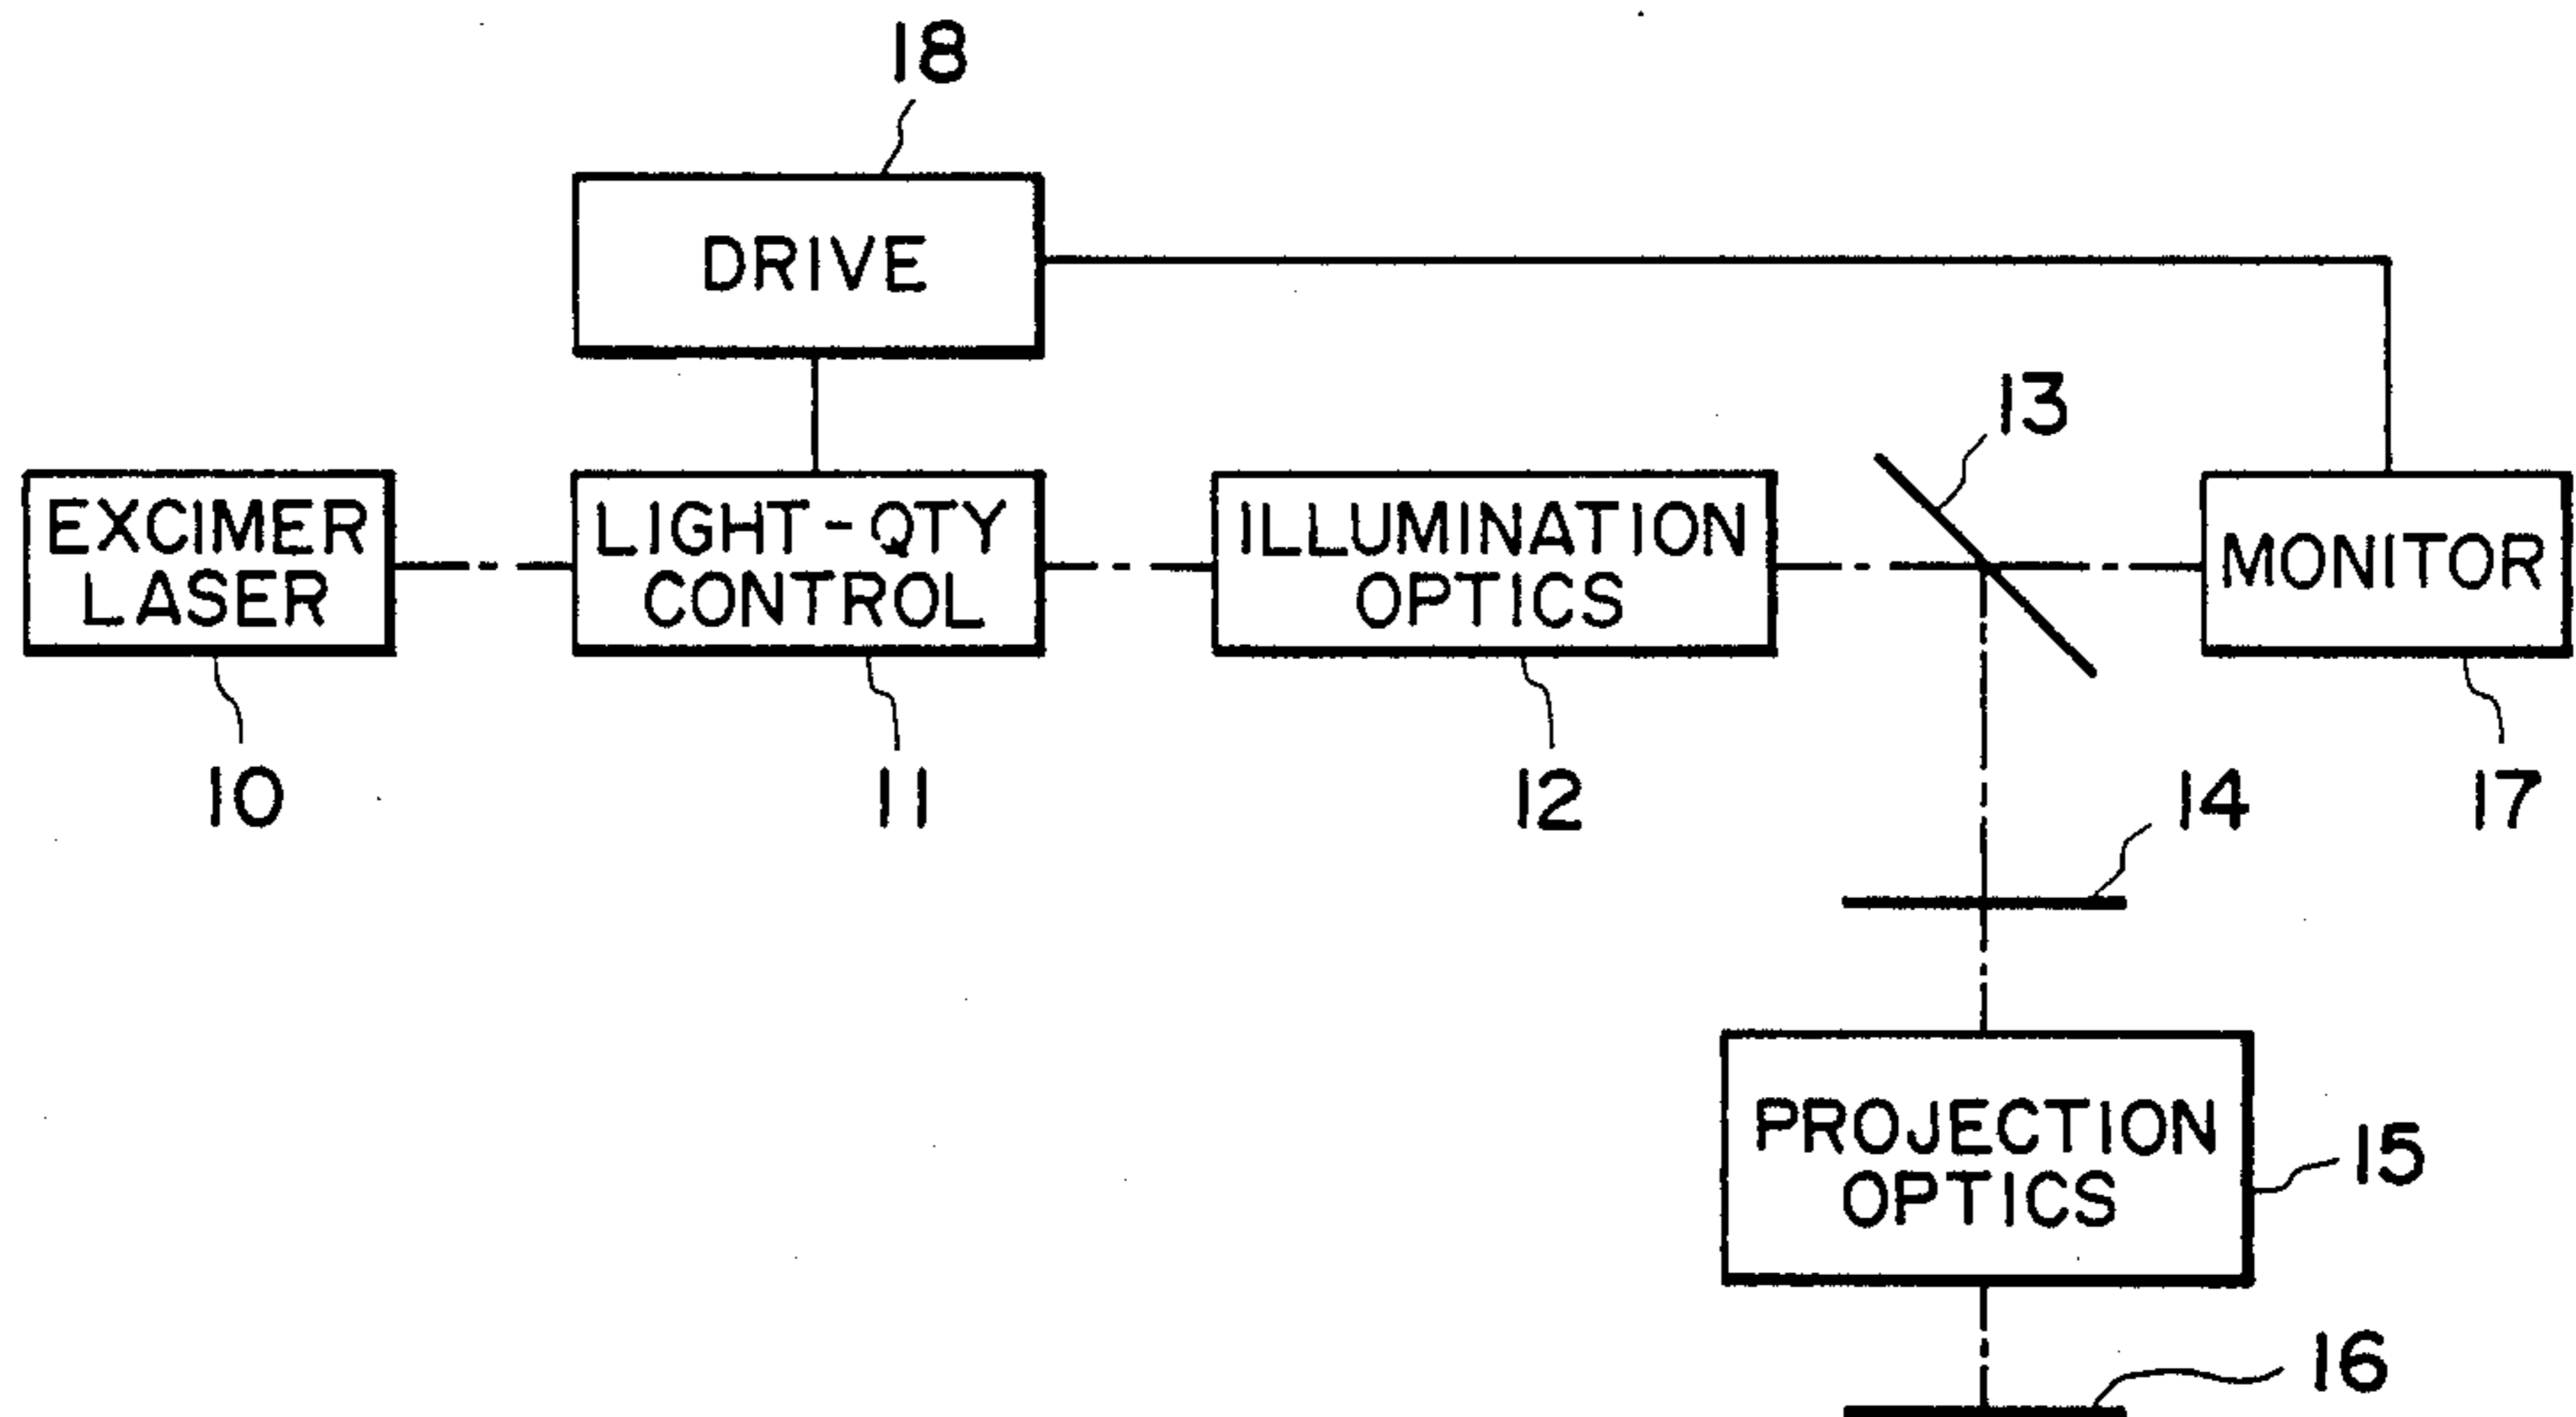 18
DRIVE
13
EXCIMER
LASER
LIGHT-QTY
CONTROL
ILLUMINATION
OPTICS
MONITOR
10
11
12
14
17
PROJECTION
OPTICS
15
16